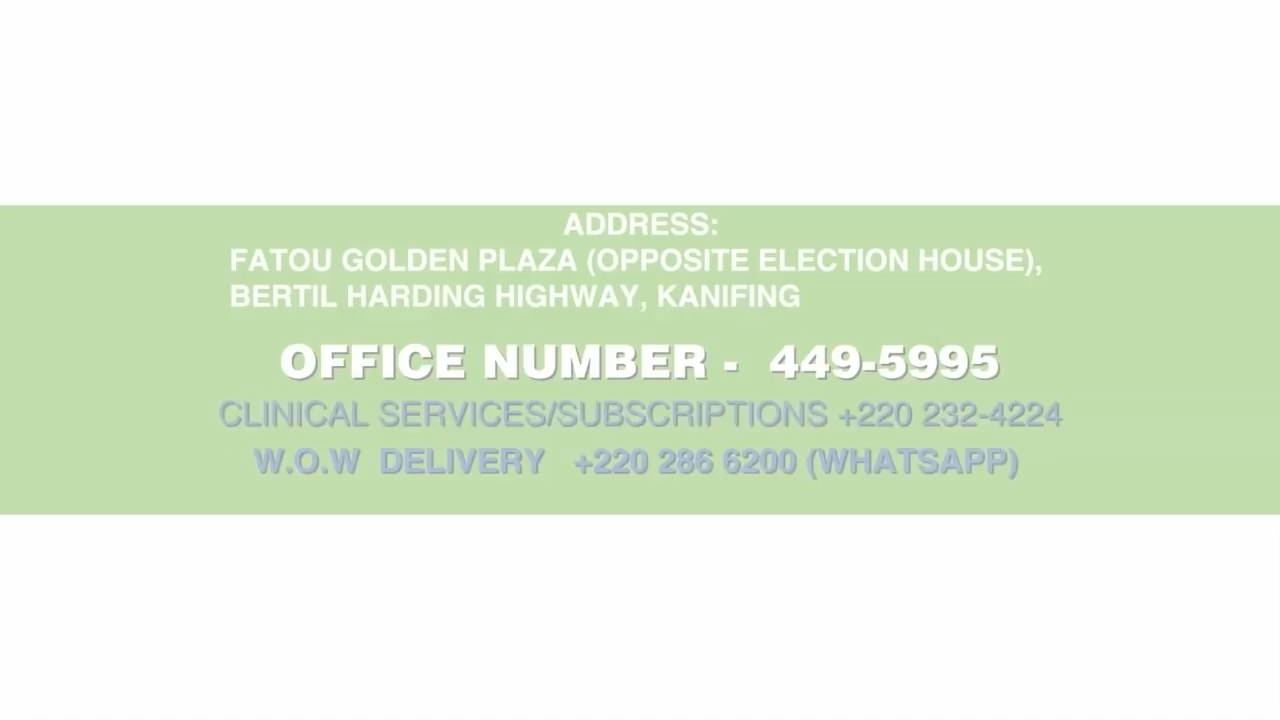 ADDRESS:
FATOU GOLDEN PLAZA (OPPOSITE ELECTION HOUSE),
BERTIL HARDING HIGHWAY, KANIFING
OFFICE NUMBER - 449-5995
CLINICAL SERVICES/SUBSCRIPTIONS +220 232-4224
W.O.W DELIVERY +220 286 6200 (WHATSAPP)